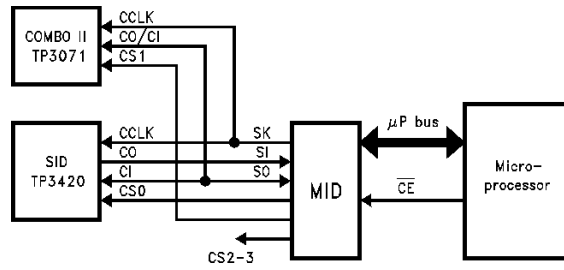 COMBO II
TP3071
CCLK
CO/CI
CS1
SID
TP3420
CCLK
CO
CI
CS0
SK
SI
SO
MID
μP bus
CE
Micro-
processor
CS2-3